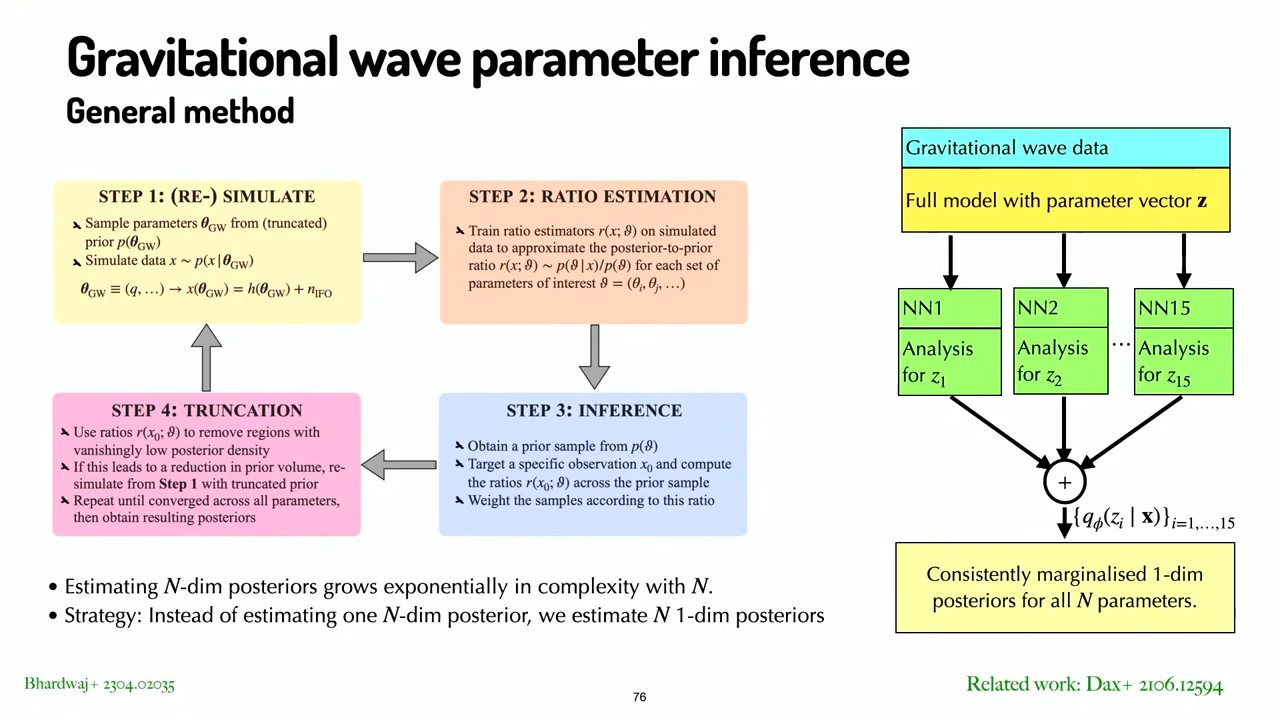 Gravitational wave parameter inference
General method
STEP 1: (RE-) SIMULATE
Sample parameters θ_GW from (truncated)
prior p(θ_GW)
Simulate data x ∼ p(x|θ_GW)
θ_GW ≡ (q, …) → x(θ_GW) = h(θ_GW) + n_IFO
STEP 2: RATIO ESTIMATION
Train ratio estimators r(x; ϑ) on simulated
data to approximate the posterior-to-prior
ratio r(x; ϑ) ∼ p(ϑ|x)/p(ϑ) for each set of
parameters of interest ϑ = (θ_i, θ_j, …)
STEP 4: TRUNCATION
Use ratios r(x_0; ϑ) to remove regions with
vanishingly low posterior density
If this leads to a reduction in prior volume, re-
simulate from Step 1 with truncated prior
Repeat until converged across all parameters,
then obtain resulting posteriors
STEP 3: INFERENCE
Obtain a prior sample from p(ϑ)
Target a specific observation x_0 and compute
the ratios r(x_0; ϑ) across the prior sample
Weight the samples according to this ratio
• Estimating N-dim posteriors grows exponentially in complexity with N.
• Strategy: Instead of estimating one N-dim posterior, we estimate N 1-dim posteriors
Gravitational wave data
Full model with parameter vector z
NN1
Analysis
for z_1
NN2
Analysis
for z_2
…
NN15
Analysis
for z_15
+
{q_ϕ(z_i | x)}_i=1,…,15
Consistently marginalised 1-dim
posteriors for all N parameters.
Bhardwaj+ 2304.02035
76
Related work: Dax+ 2106.12594